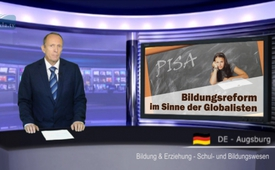 PISA
Bildungsreform
im Sinne der Globalisten
DE - Augsburg
Bildung & Erziehung - Schul- und Bildungswesen